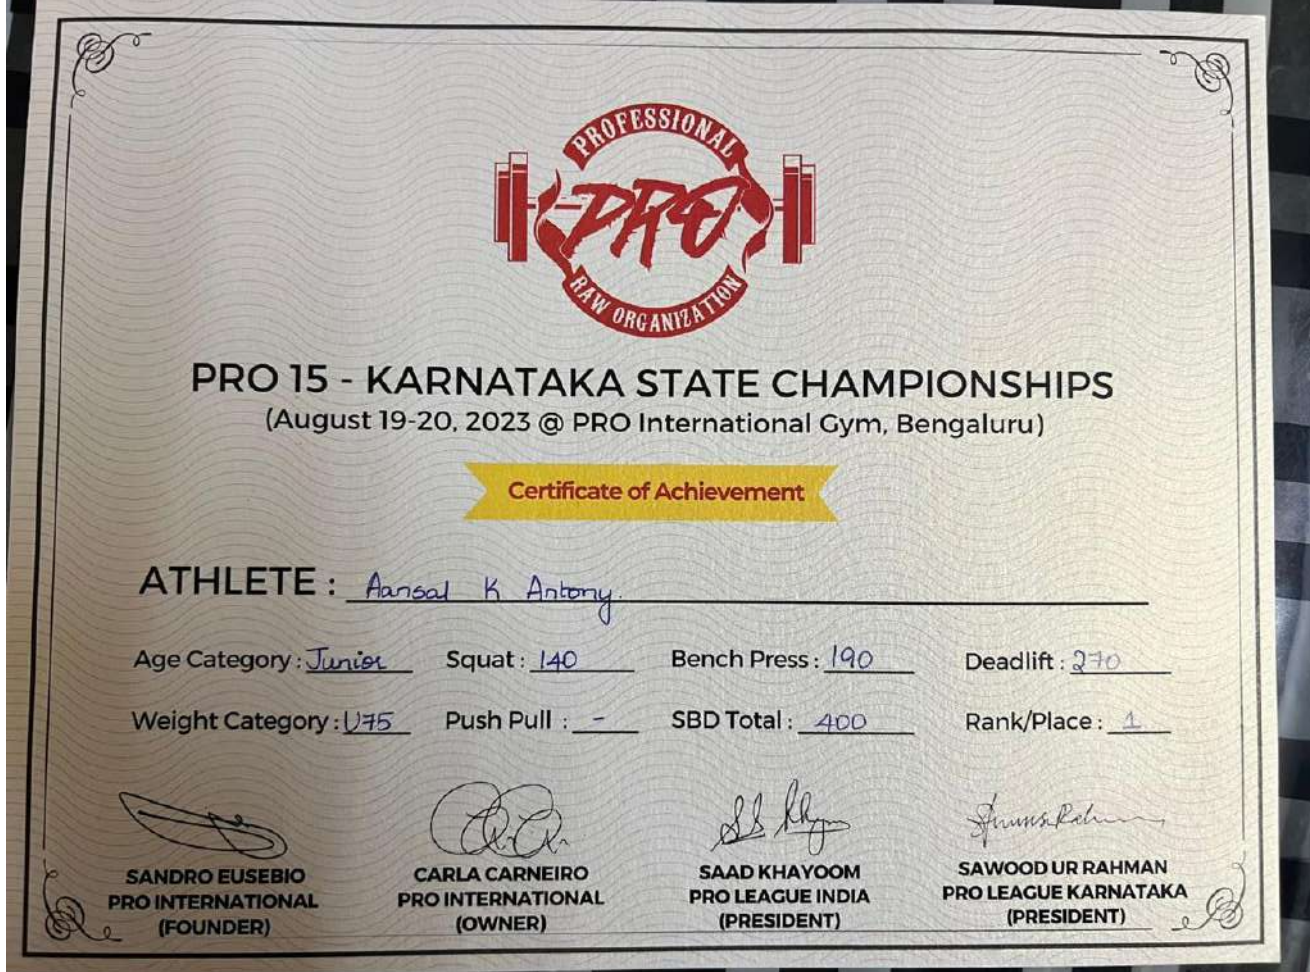 PROFESSIONAL
PRO
RAW ORGANIZATION
PRO 15 - KARNATAKA STATE CHAMPIONSHIPS
(August 19-20, 2023 @ PRO International Gym, Bengaluru)
Certificate of Achievement
ATHLETE : Aansal K Antony.
Age Category : Junior Squat : 140 Bench Press : 190 Deadlift : 270
Weight Category : U75 Push Pull : - SBD Total : 400 Rank/Place : 1
SANDRO EUSEBIO CARLA CARNEIRO SAAD KHAYOOM SAWOOD UR RAHMAN
PRO INTERNATIONAL PRO INTERNATIONAL PRO LEAGUE INDIA PRO LEAGUE KARNATAKA
(FOUNDER) (OWNER) (PRESIDENT) (PRESIDENT)